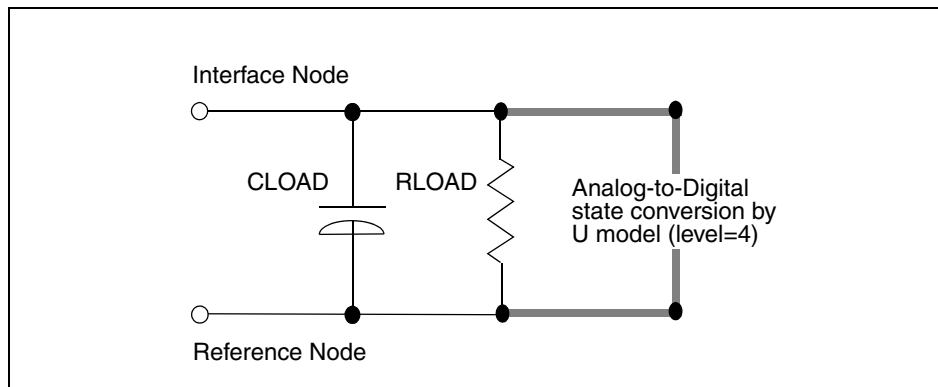 Interface Node
CLOAD
RLOAD
Analog-to-Digital
state conversion by
U model (level=4)
Reference Node